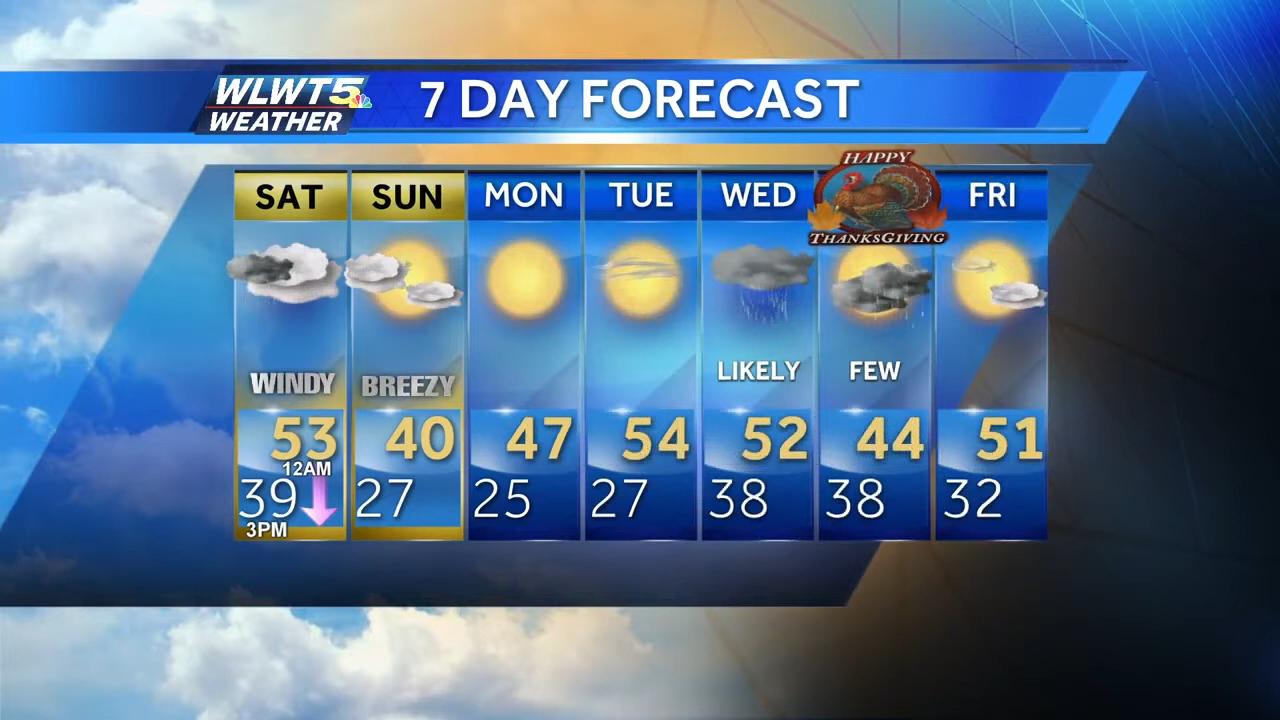 WLWT5
WEATHER
7 DAY FORECAST
SAT
SUN
MON
TUE
WED
HAPPY
THANKSGIVING
FRI
WINDY
BREEZY
LIKELY
FEW
53
40
47
54
52
44
51
12AM
39
27
25
27
38
38
32
3PM